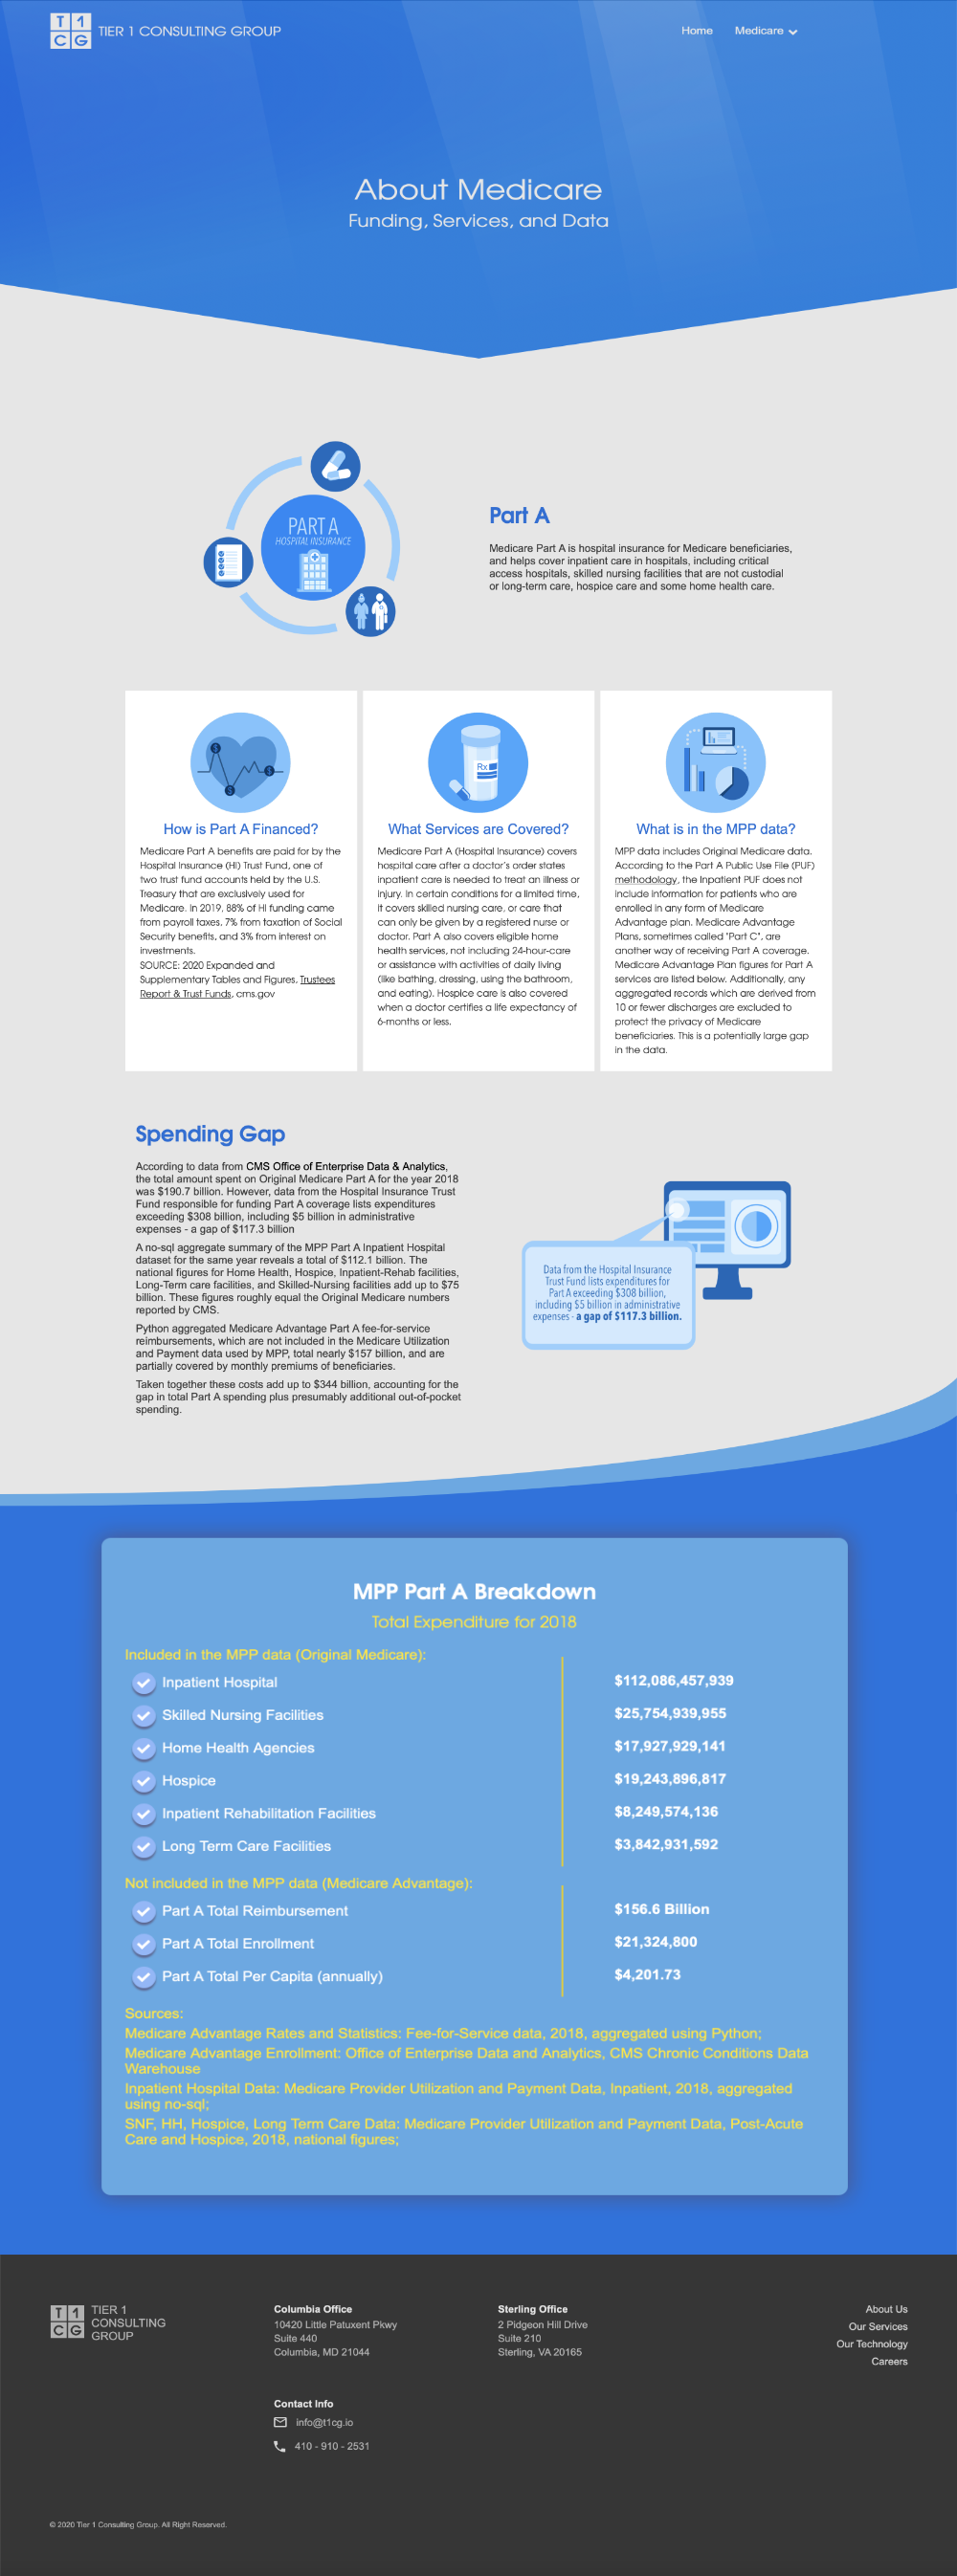 T 1
C G
TIER 1 CONSULTING GROUP
Home
Medicare
About Medicare
Funding, Services, and Data
PART A
HOSPITAL INSURANCE
Part A
Medicare Part A is hospital insurance for Medicare beneficiaries,
and helps cover inpatient care in hospitals, including critical
access hospitals, skilled nursing facilities that are not custodial
or long-term care, hospice care and some home health care.
How is Part A Financed?
Medicare Part A benefits are paid for by the
Hospital Insurance (HI) Trust Fund, one of
two trust fund accounts held by the U.S.
Treasury that are exclusively used for
Medicare. In 2019, 88% of HI funding came
from payroll taxes, 7% from taxation of Social
Security benefits, and 3% from interest on
investments.
SOURCE: 2020 Expanded and
Supplementary Tables and Figures, Trustees
Report & Trust Funds, cms.gov
Rx
What Services are Covered?
Medicare Part A (Hospital Insurance) covers
hospital care after a doctor's order states
inpatient care is needed to treat an illness or
injury. In certain conditions for a limited time,
it covers skilled nursing care, or care that
can only be given by a registered nurse or
doctor. Part A also covers eligible home
health services, not including 24-hour-care
or assistance with activities of daily living
(like bathing, dressing, using the bathroom,
and eating). Hospice care is also covered
when a doctor certifies a life expectancy of
6-months or less.
What is in the MPP data?
MPP data includes Original Medicare data.
According to the Part A Public Use File (PUF)
methodology, the Inpatient PUF does not
include information for patients who are
enrolled in any form of Medicare
Advantage plan. Medicare Advantage
Plans, sometimes called "Part C", are
another way of receiving Part A coverage.
Medicare Advantage Plan figures for Part A
services are listed below. Additionally, any
aggregated records which are derived from
10 or fewer discharges are excluded to
protect the privacy of Medicare
beneficiaries. This is a potentially large gap
in the data.
Spending Gap
According to data from CMS Office of Enterprise Data & Analytics,
the total amount spent on Original Medicare Part A for the year 2018
was $190.7 billion. However, data from the Hospital Insurance Trust
Fund responsible for funding Part A coverage lists expenditures
exceeding $308 billion, including $5 billion in administrative
expenses - a gap of $117.3 billion
A no-sql aggregate summary of the MPP Part A Inpatient Hospital
dataset for the same year reveals a total of $112.1 billion. The
national figures for Home Health, Hospice, Inpatient-Rehab facilities,
Long-Term care facilities, and Skilled-Nursing facilities add up to $75
billion. These figures roughly equal the Original Medicare numbers
reported by CMS.
Python aggregated Medicare Advantage Part A fee-for-service
reimbursements, which are not included in the Medicare Utilization
and Payment data used by MPP, total nearly $157 billion, and are
partially covered by monthly premiums of beneficiaries.
Taken together these costs add up to $344 billion, accounting for the
gap in total Part A spending plus presumably additional out-of-pocket
spending.
Data from the Hospital Insurance
Trust Fund lists expenditures for
Part A exceeding $308 billion,
including $5 billion in administrative
expenses - a gap of $117.3 billion.
MPP Part A Breakdown
Total Expenditure for 2018
Included in the MPP data (Original Medicare):
Inpatient Hospital $112,086,457,939
Skilled Nursing Facilities $25,754,939,955
Home Health Agencies $17,927,929,141
Hospice $19,243,896,817
Inpatient Rehabilitation Facilities $8,249,574,136
Long Term Care Facilities $3,842,931,592
Not included in the MPP data (Medicare Advantage):
Part A Total Reimbursement $156.6 Billion
Part A Total Enrollment $21,324,800
Part A Total Per Capita (annually) $4,201.73
Sources:
Medicare Advantage Rates and Statistics: Fee-for-Service data, 2018, aggregated using Python;
Medicare Advantage Enrollment: Office of Enterprise Data and Analytics, CMS Chronic Conditions Data
Warehouse
Inpatient Hospital Data: Medicare Provider Utilization and Payment Data, Inpatient, 2018, aggregated
using no-sql;
SNF, HH, Hospice, Long Term Care Data: Medicare Provider Utilization and Payment Data, Post-Acute
Care and Hospice, 2018, national figures;
T 1
C G
TIER 1
CONSULTING
GROUP
Columbia Office
10420 Little Patuxent Pkwy
Suite 440
Columbia, MD 21044
Sterling Office
2 Pidgeon Hill Drive
Suite 210
Sterling, VA 20165
About Us
Our Services
Our Technology
Careers
Contact Info
info@t1cg.io
410 - 910 - 2531
© 2020 Tier 1 Consulting Group. All Right Reserved.